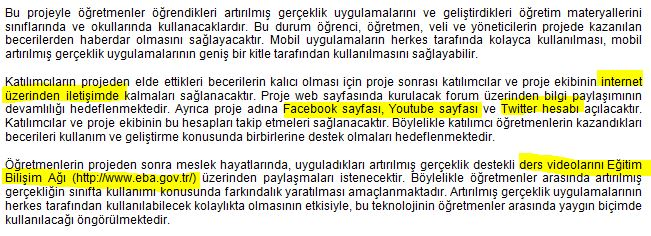 Bu projeyle öğretmenler öğrendikleri artırılmış gerçeklik uygulamalarını ve geliştirdikleri öğretim materyallerini
sınıflarında ve okullarında kullanacaklardır. Bu durum öğrenci, öğretmen, veli ve yöneticilerin projede kazanılan
becerilerden haberdar olmasını sağlayacaktır. Mobil uygulamaların herkes tarafında kolayca kullanılması, mobil
artırılmış gerçeklik uygulamalarının geniş bir kitle tarafından kullanılmasını sağlayabilir.
Katılımcıların projeden elde ettikleri becerilerin kalıcı olması için proje sonrası katılımcılar ve proje ekibinin internet
üzerinden iletişimde kalmaları sağlanacaktır. Proje web sayfasında kurulacak forum üzerinden bilgi paylaşımının
devamlılığı hedeflenmektedir. Ayrıca proje adına Facebook sayfası, Youtube sayfası ve Twitter hesabı açılacaktır.
Katılımcılar ve proje ekibinin bu hesapları takip etmeleri sağlanacaktır. Böylelikle katılımcı öğretmenlerin kazandıkları
becerileri kullanım ve geliştirme konusunda birbirlerine destek olmaları hedeflenmektedir.
Öğretmenlerin projeden sonra meslek hayatlarında, uyguladıkları artırılmış gerçeklik destekli ders videolarını Eğitim
Bilişim Ağı (http://www.eba.gov.tr/) üzerinden paylaşmaları istenecektir. Böylelikle öğretmenler arasında artırılmış
gerçekliğin sınıfta kullanımı konusunda farkındalık yaratılması amaçlanmaktadır. Artırılmış gerçeklik uygulamalarının
herkes tarafından kullanılabilecek kolaylıkta olmasının etkisiyle, bu teknolojinin öğretmenler arasında yaygın biçimde
kullanılacağı öngörülmektedir.